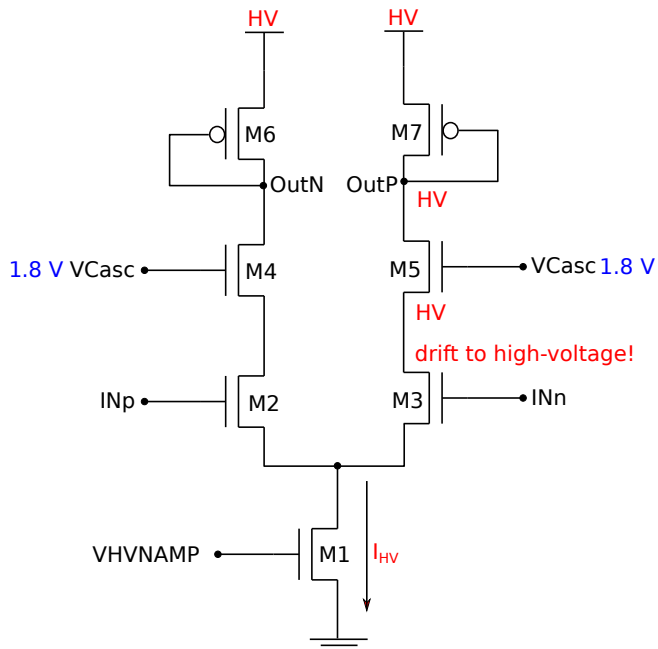 HV HV
M6 M7
OutN OutP
HV
1.8 V VCasc M4 M5 VCasc 1.8 V
HV
drift to high-voltage!
INp M2 M3 INn
VHVNAMP M1 IHV